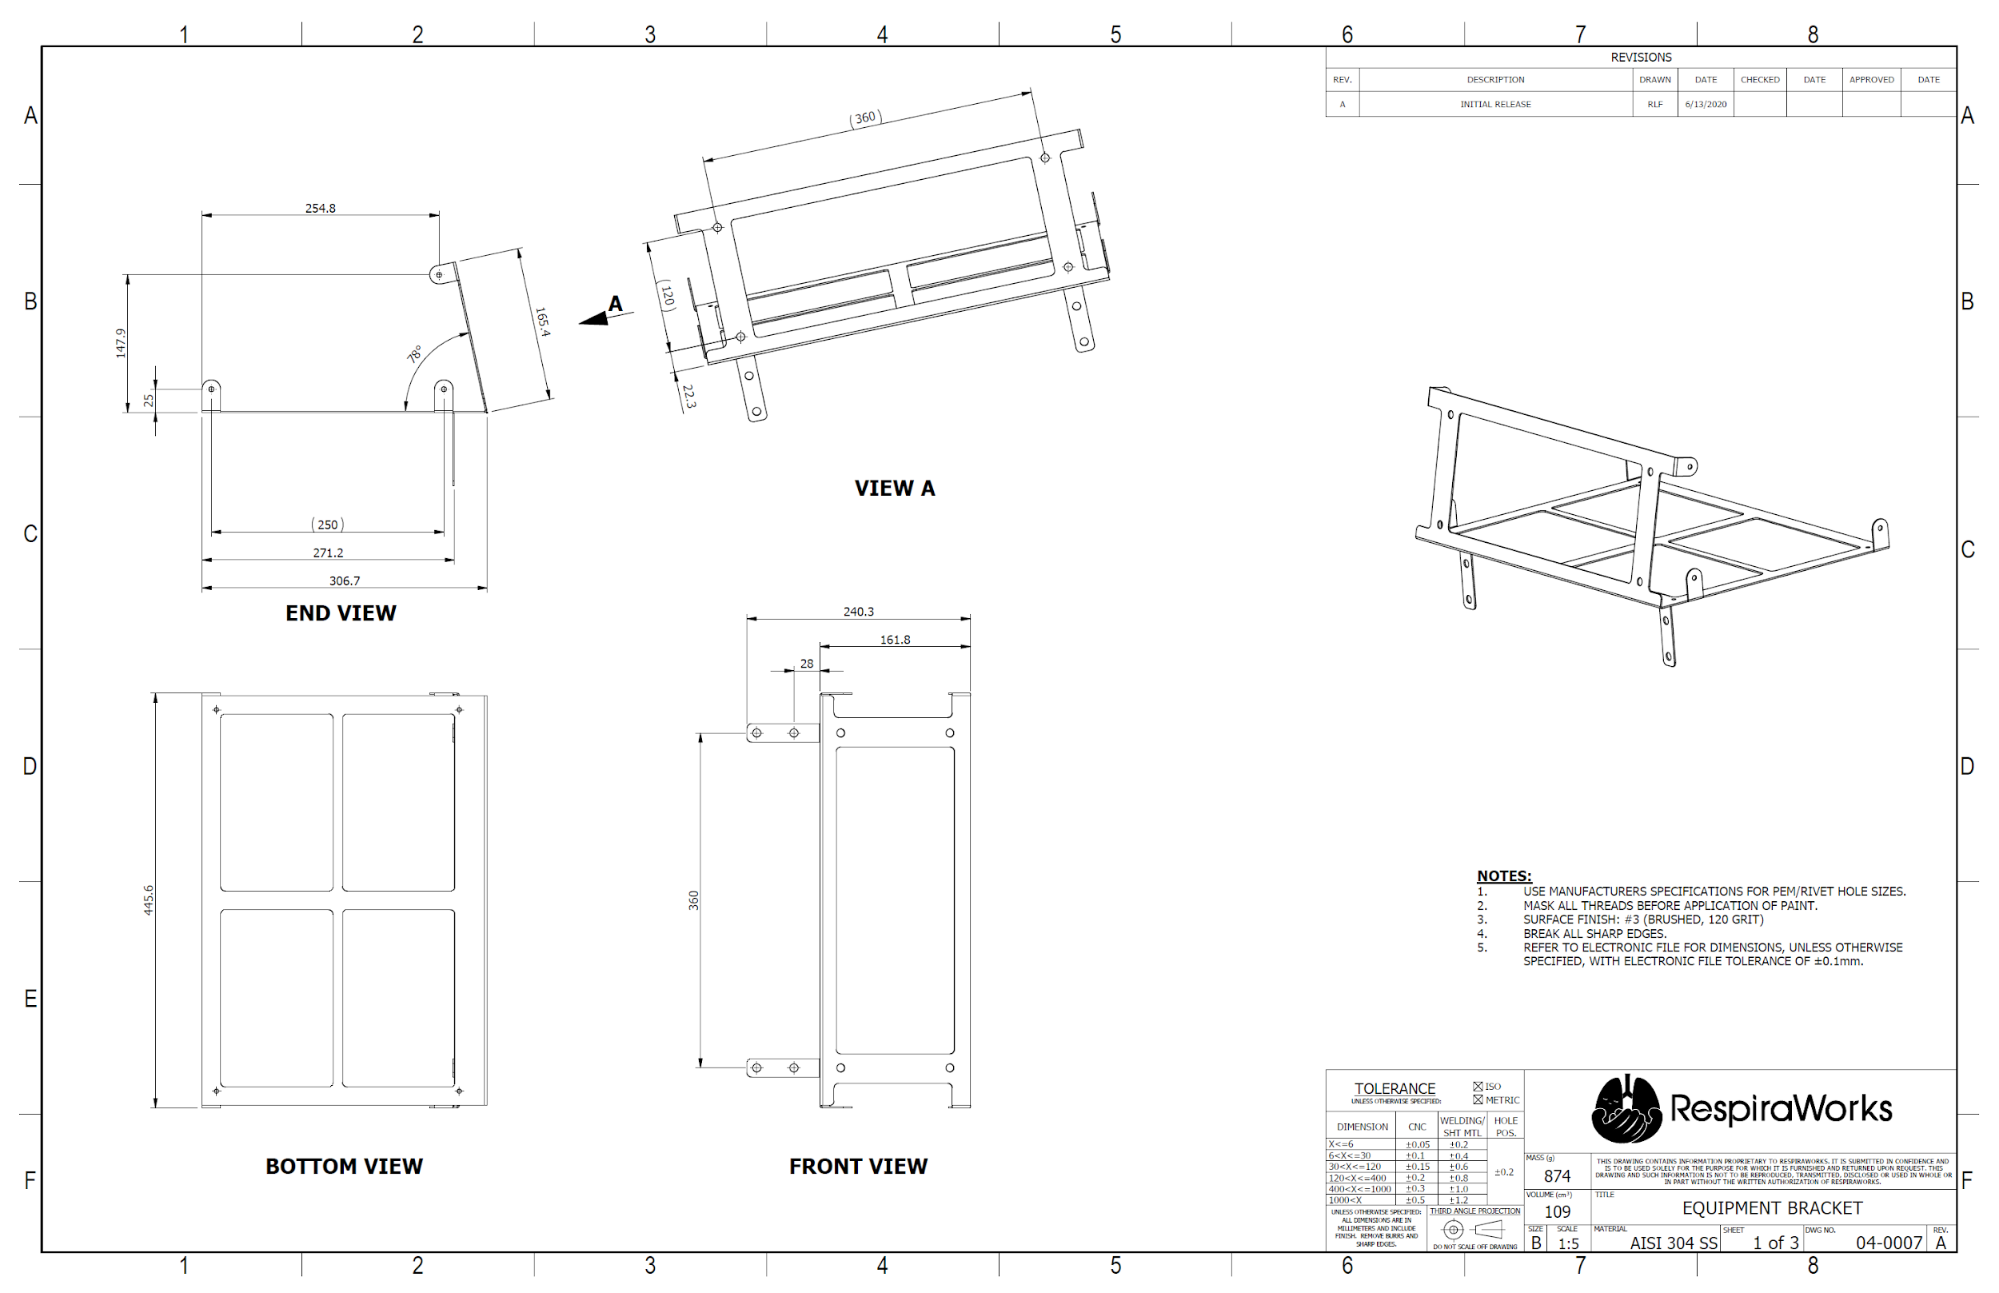 1 2 3 4 5 6 7 8
A
B
C
D
E
F
REVISIONS
REV. DESCRIPTION DRAWN DATE CHECKED DATE APPROVED DATE
A INITIAL RELEASE RLF 6/13/2020
A
B
C
D
F
254.8
147.9
25
78°
165.4
A
(250)
271.2
306.7
END VIEW
(360)
(120)
22.3
VIEW A
445.6
BOTTOM VIEW
240.3
161.8
28
360
FRONT VIEW
NOTES:
1. USE MANUFACTURERS SPECIFICATIONS FOR PEM/RIVET HOLE SIZES.
2. MASK ALL THREADS BEFORE APPLICATION OF PAINT.
3. SURFACE FINISH: #3 (BRUSHED, 120 GRIT)
4. BREAK ALL SHARP EDGES.
5. REFER TO ELECTRONIC FILE FOR DIMENSIONS, UNLESS OTHERWISE
SPECIFIED, WITH ELECTRONIC FILE TOLERANCE OF ±0.1mm.
TOLERANCE
UNLESS OTHERWISE SPECIFIED:
ISO
METRIC
DIMENSION CNC WELDING/ SHT MTL HOLE POS.
X<=6 ±0.05 ±0.2
6<X<=30 ±0.1 ±0.4
30<X<=120 ±0.15 ±0.6
120<X<=400 ±0.2 ±0.8
400<X<=1000 ±0.3 ±1.0
1000<X ±0.5 ±1.2
±0.2
UNLESS OTHERWISE SPECIFIED:
ALL DIMENSIONS ARE IN
MILLIMETERS AND INCLUDE
FINISH. REMOVE BURRS AND
SHARP EDGES.
THIRD ANGLE PROJECTION
DO NOT SCALE OFF DRAWING
RespiraWorks
MASS (g)
874
VOLUME (cm³)
109
THIS DRAWING CONTAINS INFORMATION PROPRIETARY TO RESPIRAWORKS. IT IS SUBMITTED IN CONFIDENCE AND
IS TO BE USED SOLELY FOR THE PURPOSE FOR WHICH IT IS FURNISHED AND RETURNED UPON REQUEST. THIS
DRAWING AND SUCH INFORMATION IS NOT TO BE REPRODUCED, TRANSMITTED, DISCLOSED OR USED IN WHOLE OR
IN PART WITHOUT THE WRITTEN AUTHORIZATION OF RESPIRAWORKS.
TITLE
EQUIPMENT BRACKET
SIZE
B
SCALE
1:5
MATERIAL
AISI 304 SS
SHEET
1 of 3
DWG NO.
04-0007
REV.
A
1 2 3 4 5 6 7 8